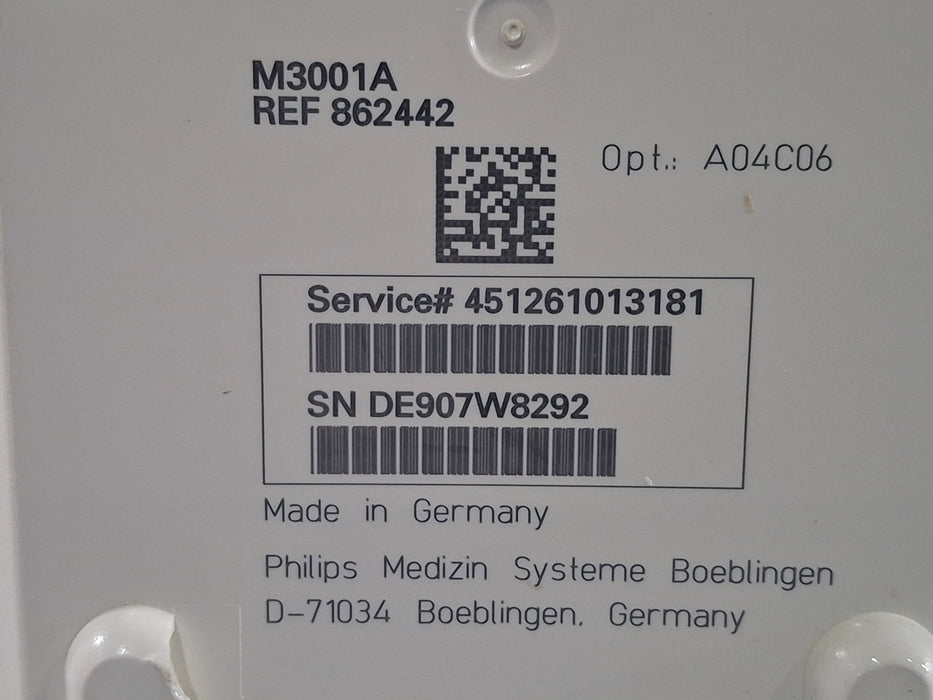 M3001A
REF 862442
Opt.: A04C06
Service# 451261013181
SN DE907W8292
Made in Germany
Philips Medizin Systeme Boeblingen
D-71034 Boeblingen, Germany